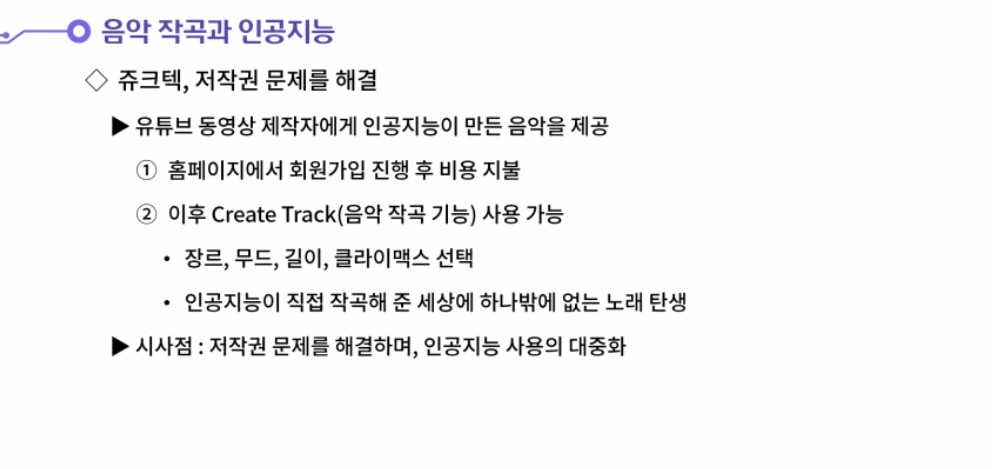 음악 작곡과 인공지능
◇ 쥬크텍, 저작권 문제를 해결
▶ 유튜브 동영상 제작자에게 인공지능이 만든 음악을 제공
① 홈페이지에서 회원가입 진행 후 비용 지불
② 이후 Create Track(음악 작곡 기능) 사용 가능
• 장르, 무드, 길이, 클라이맥스 선택
• 인공지능이 직접 작곡해 준 세상에 하나밖에 없는 노래 탄생
▶ 시사점 : 저작권 문제를 해결하며, 인공지능 사용의 대중화